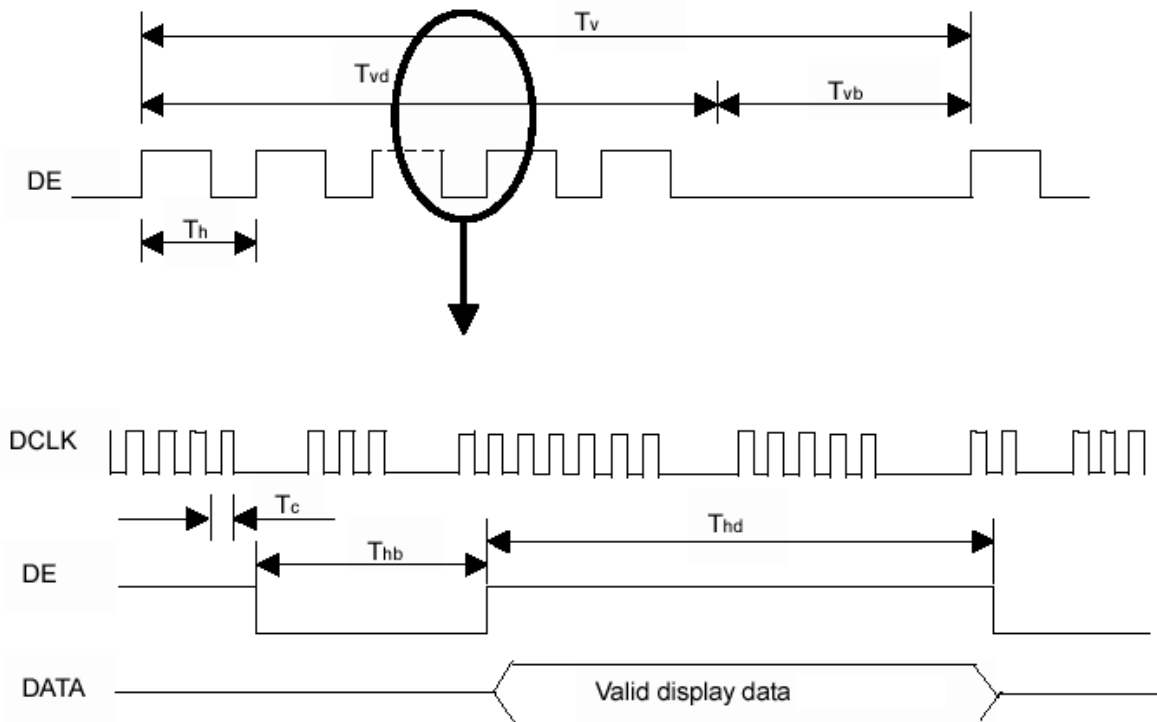 Tv
Tvd
Tvb
DE
Th
DCLK
Tc
Thd
Thb
DE
DATA
Valid display data